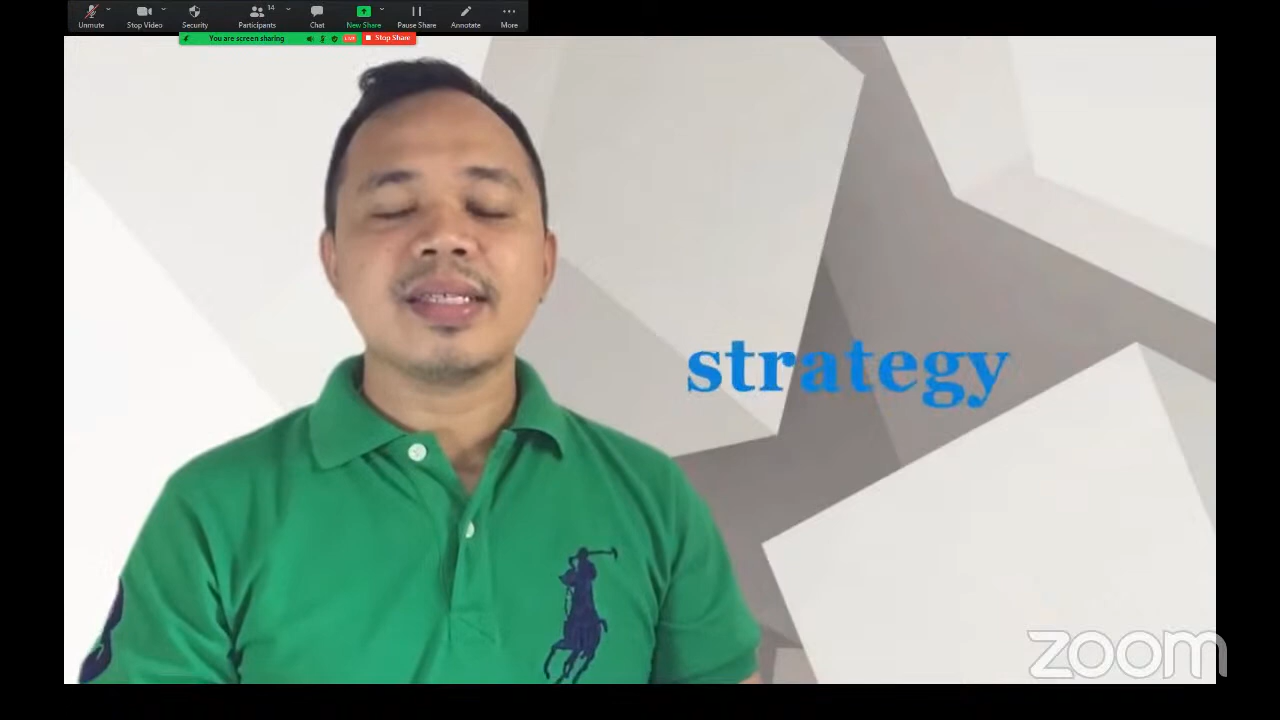 Unmute Stop Video Security Participants 14 Chat New Share Pause Share Annotate More
You are screen sharing LIVE Stop Share
strategy
zoom